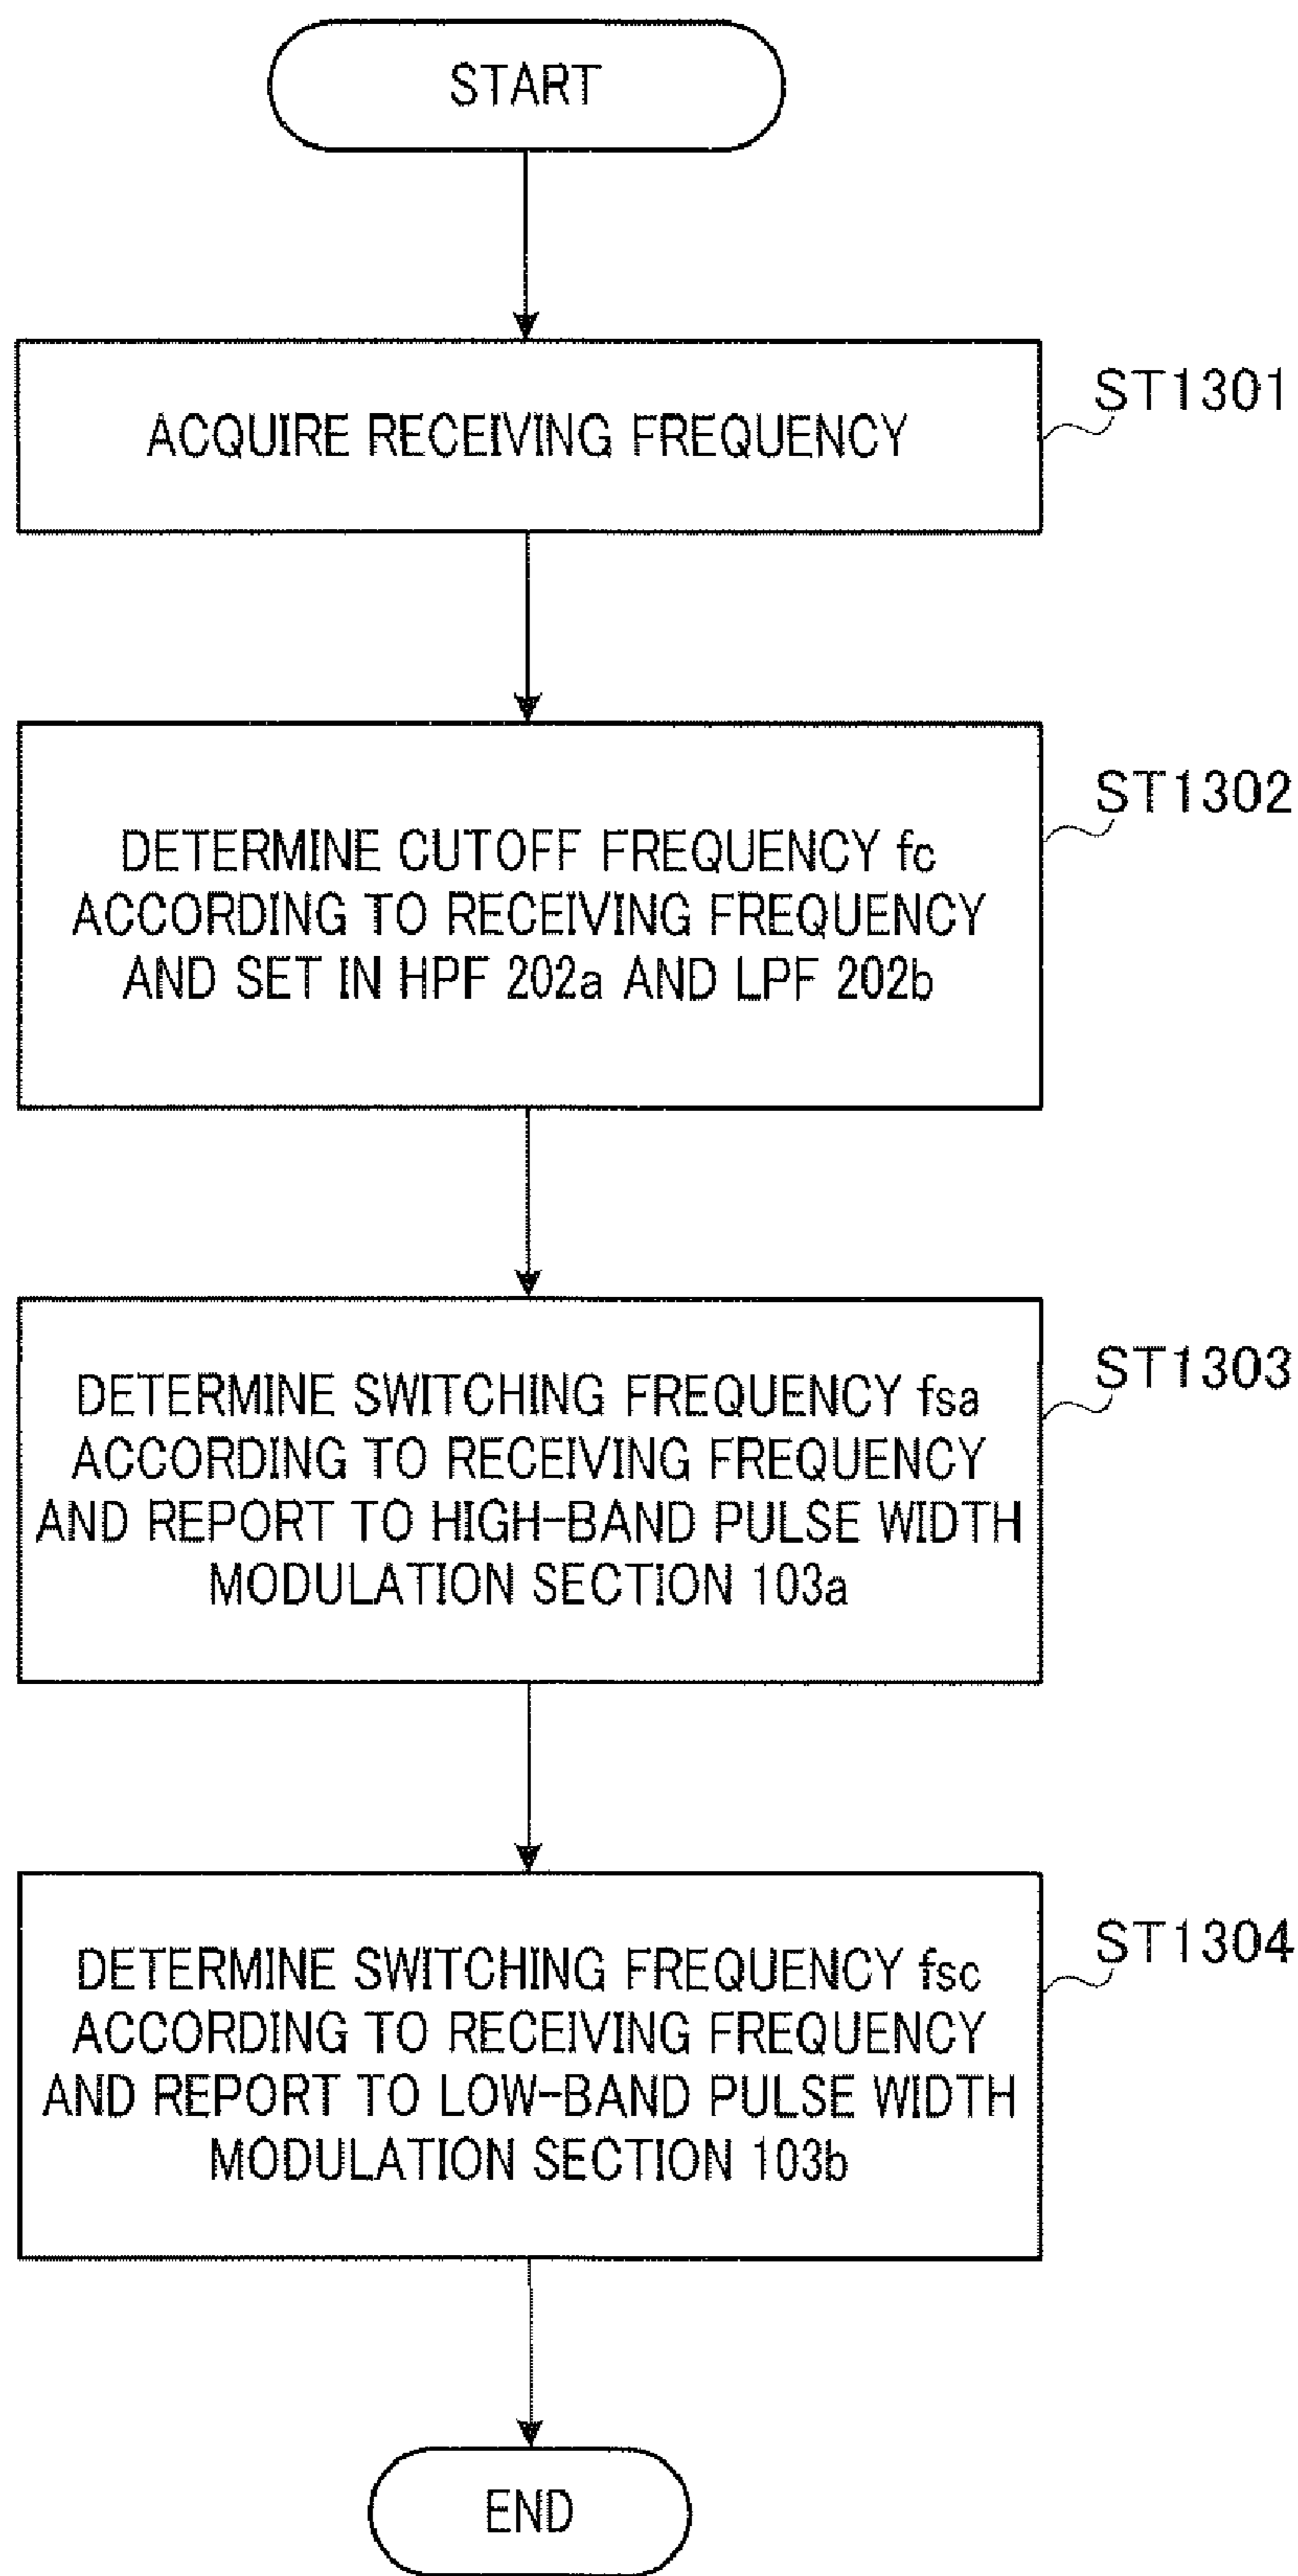 START
ACQUIRE RECEIVING FREQUENCY
ST1301
DETERMINE CUTOFF FREQUENCY fc
ACCORDING TO RECEIVING FREQUENCY
AND SET IN HPF 202a AND LPF 202b
ST1302
DETERMINE SWITCHING FREQUENCY fsa
ACCORDING TO RECEIVING FREQUENCY
AND REPORT TO HIGH-BAND PULSE WIDTH
MODULATION SECTION 103a
ST1303
DETERMINE SWITCHING FREQUENCY fsc
ACCORDING TO RECEIVING FREQUENCY
AND REPORT TO LOW-BAND PULSE WIDTH
MODULATION SECTION 103b
ST1304
END